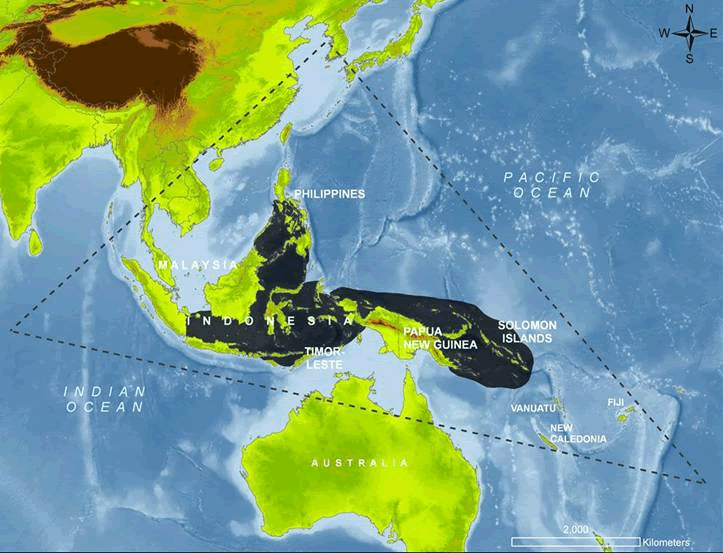 N
W E
S
PACIFIC
OCEAN
PHILIPPINES
MALAYSIA
INDONESIA
PAPUA
NEW GUINEA
SOLOMON
ISLANDS
TIMOR-
LESTE
INDIAN
OCEAN
VANUATU
FIJI
NEW
CALEDONIA
AUSTRALIA
2,000
Kilometers